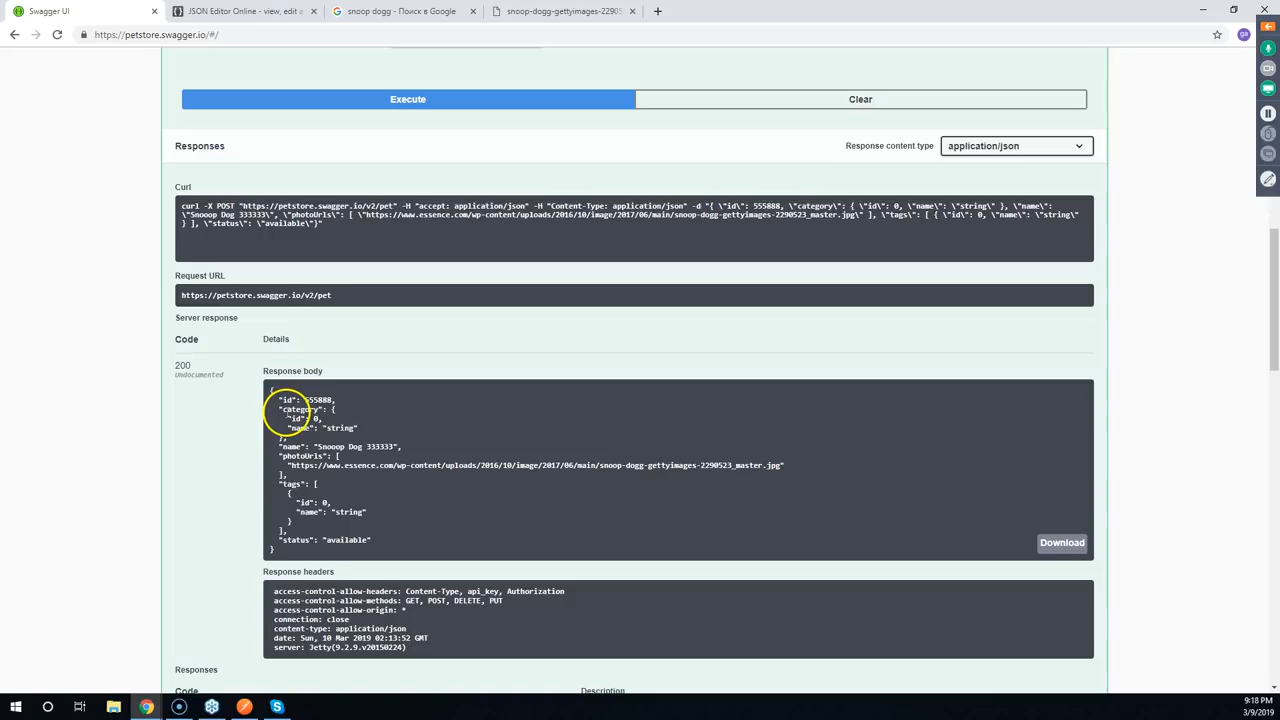 Swagger UI
JSON Editor Online - view, edit a
snoop dogg - Поиск в Google
snoop-dogg-gettyimages-2290523
https://petstore.swagger.io/#/
ga
Execute
Clear
Responses
Response content type
application/json
Curl
curl -X POST "https://petstore.swagger.io/v2/pet" -H "accept: application/json" -H "Content-Type: application/json" -d "{ \"id\": 555888, \"category\": { \"id\": 0, \"name\": \"string\" }, \"name\":
\"Snooop Dog 333333\", \"photoUrls\": [ \"https://www.essence.com/wp-content/uploads/2016/10/image/2017/06/main/snoop-dogg-gettyimages-2290523_master.jpg\" ], \"tags\": [ { \"id\": 0, \"name\": \"string\"
} ], \"status\": \"available\"}"
Request URL
https://petstore.swagger.io/v2/pet
Server response
Code
Details
200
Undocumented
Response body
{
"id": 555888,
"category": {
"id": 0,
"name": "string"
},
"name": "Snooop Dog 333333",
"photoUrls": [
"https://www.essence.com/wp-content/uploads/2016/10/image/2017/06/main/snoop-dogg-gettyimages-2290523_master.jpg"
],
"tags": [
{
"id": 0,
"name": "string"
}
],
"status": "available"
}
Download
Response headers
access-control-allow-headers: Content-Type, api_key, Authorization
access-control-allow-methods: GET, POST, DELETE, PUT
access-control-allow-origin: *
connection: close
content-type: application/json
date: Sun, 10 Mar 2019 02:13:52 GMT
server: Jetty(9.2.9.v20150224)
Responses
Code
Description
9:18 PM
3/9/2019